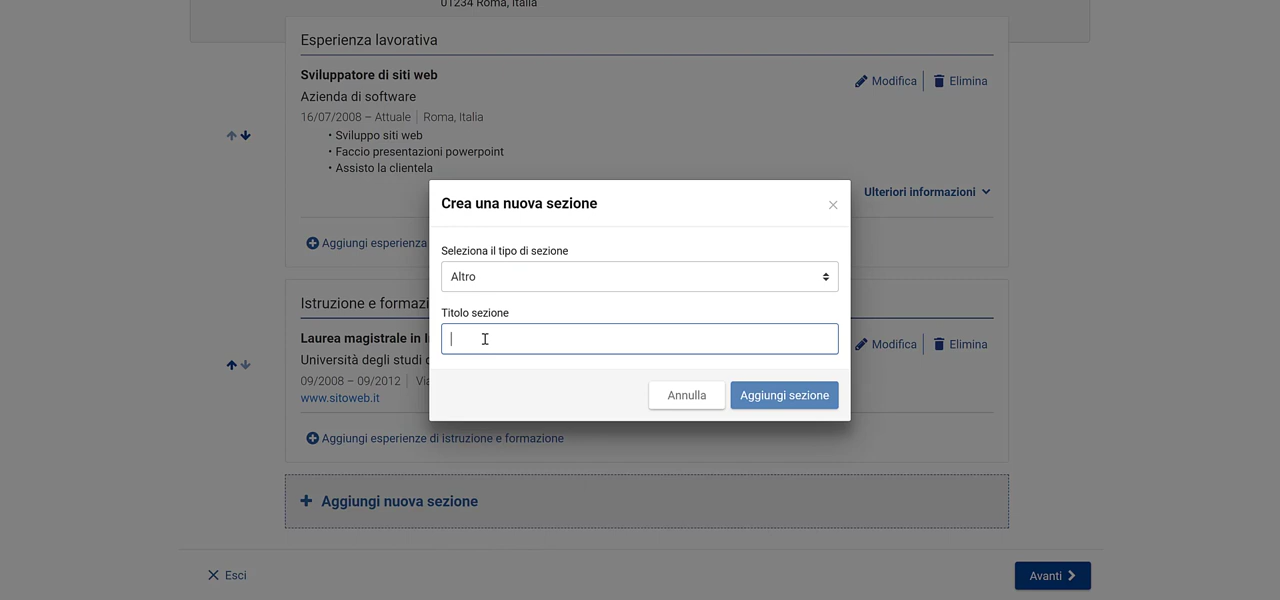 01234 Roma, Italia
Esperienza lavorativa
Sviluppatore di siti web
Modifica
Elimina
Azienda di software
16/07/2008 – Attuale
Roma, Italia
• Sviluppo siti web
• Faccio presentazioni powerpoint
• Assisto la clientela
Ulteriori informazioni
Aggiungi esperienza
Crea una nuova sezione
Seleziona il tipo di sezione
Altro
Titolo sezione
Annulla
Aggiungi sezione
Istruzione e formazi
Laurea magistrale in
Modifica
Elimina
Università degli studi
09/2008 – 09/2012
www.sitoweb.it
Aggiungi esperienze di istruzione e formazione
Aggiungi nuova sezione
Esci
Avanti